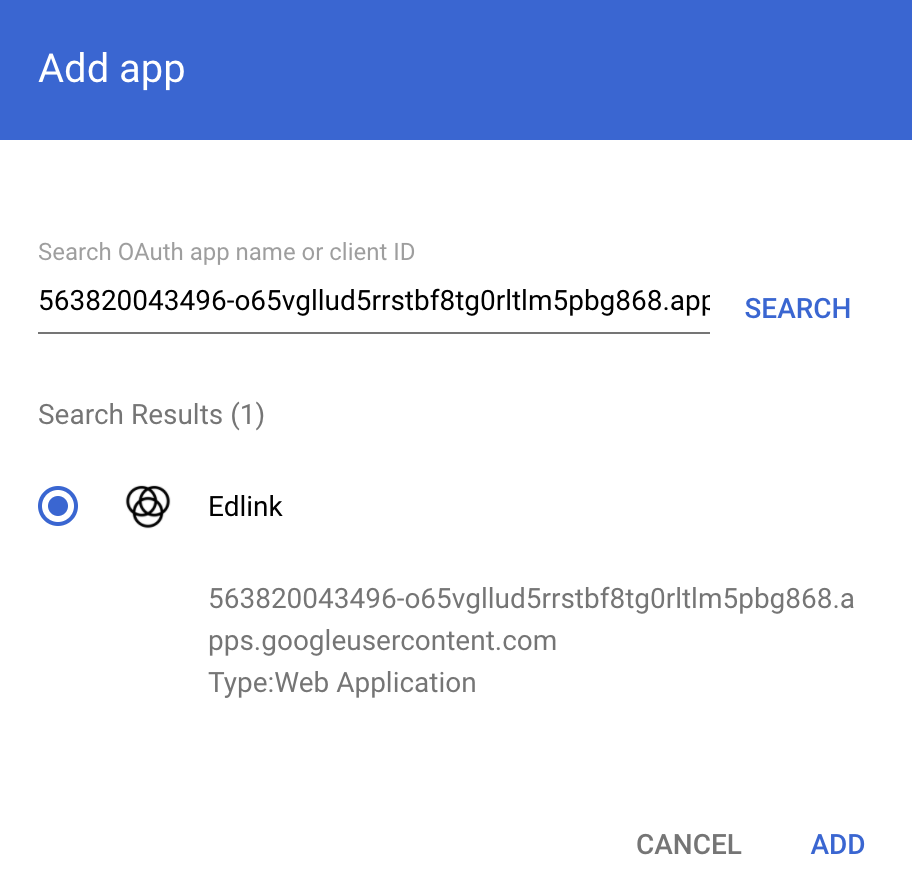 Add app
Search OAuth app name or client ID
563820043496-o65vgllud5rrstbf8tg0rltlm5pbg868.app
SEARCH
Search Results (1)
Edlink
563820043496-o65vgllud5rrstbf8tg0rltlm5pbg868.a
pps.googleusercontent.com
Type:Web Application
CANCEL
ADD